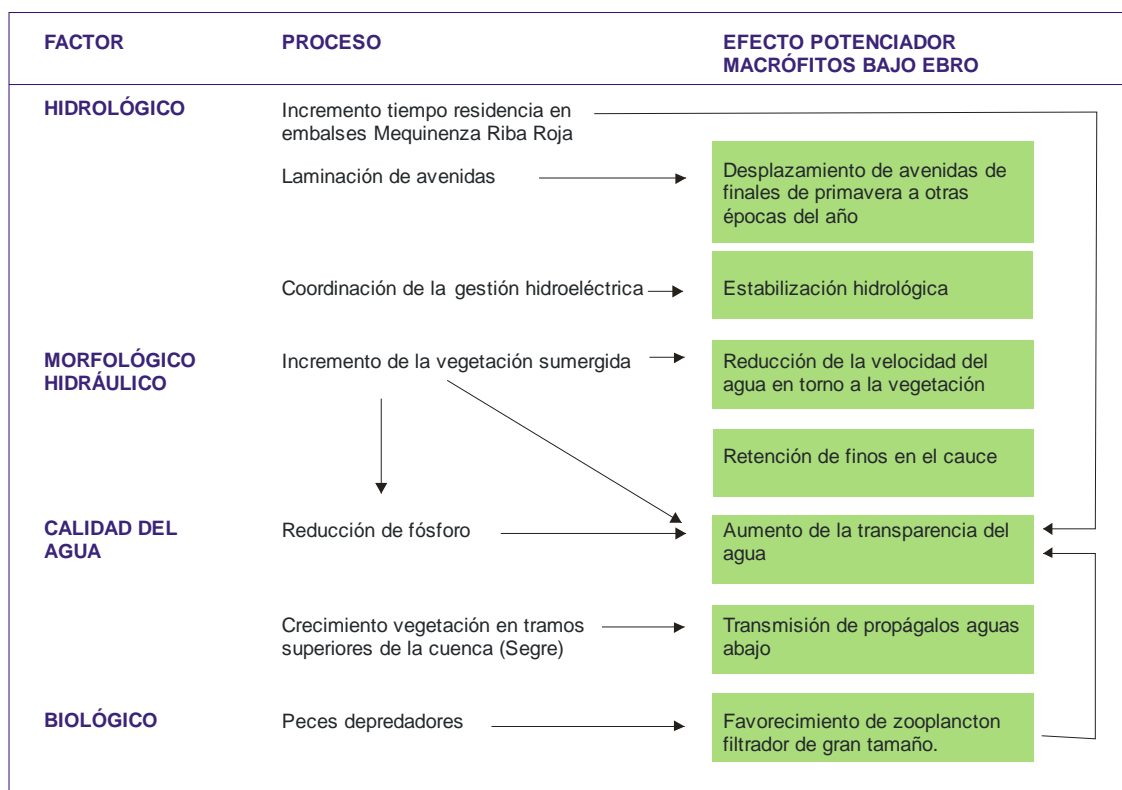 FACTOR
PROCESO
EFECTO POTENCIADOR
MACRÓFITOS BAJO EBRO
HIDROLÓGICO
Incremento tiempo residencia en
embalses Mequinenza Riba Roja
Laminación de avenidas
Desplazamiento de avenidas de
finales de primavera a otras
épocas del año
Coordinación de la gestión hidroeléctrica
Estabilización hidrológica
MORFOLÓGICO
HIDRÁULICO
Incremento de la vegetación sumergida
Reducción de la velocidad del
agua en torno a la vegetación
Retención de finos en el cauce
CALIDAD DEL
AGUA
Reducción de fósforo
Aumento de la transparencia del
agua
Crecimiento vegetación en tramos
superiores de la cuenca (Segre)
Transmisión de propágalos aguas
abajo
BIOLÓGICO
Peces depredadores
Favorecimiento de zooplancton
filtrador de gran tamaño.